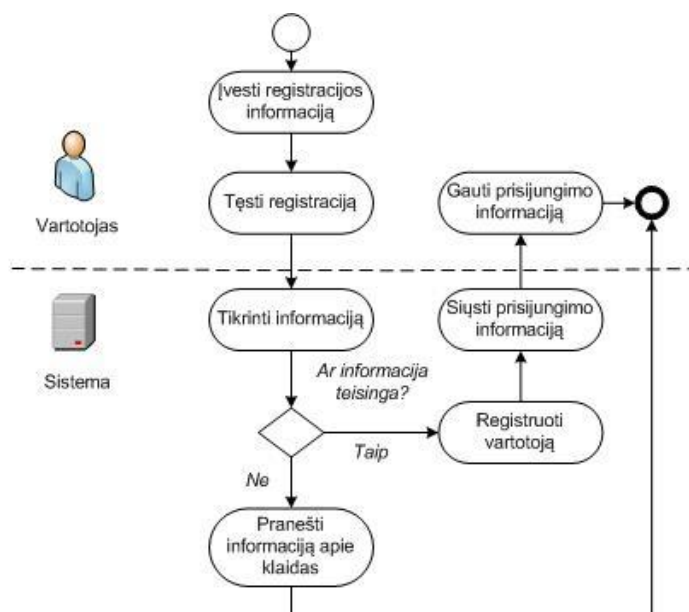 Įvesti registracijos
informaciją
Tęsti registraciją
Gauti prisijungimo
informaciją
Vartotojas
Tikrinti informaciją
Siųsti prisijungimo
informaciją
Sistema
Ar informacija
teisinga?
Registruoti
vartotoją
Taip
Ne
Pranešti
informaciją apie
klaidas